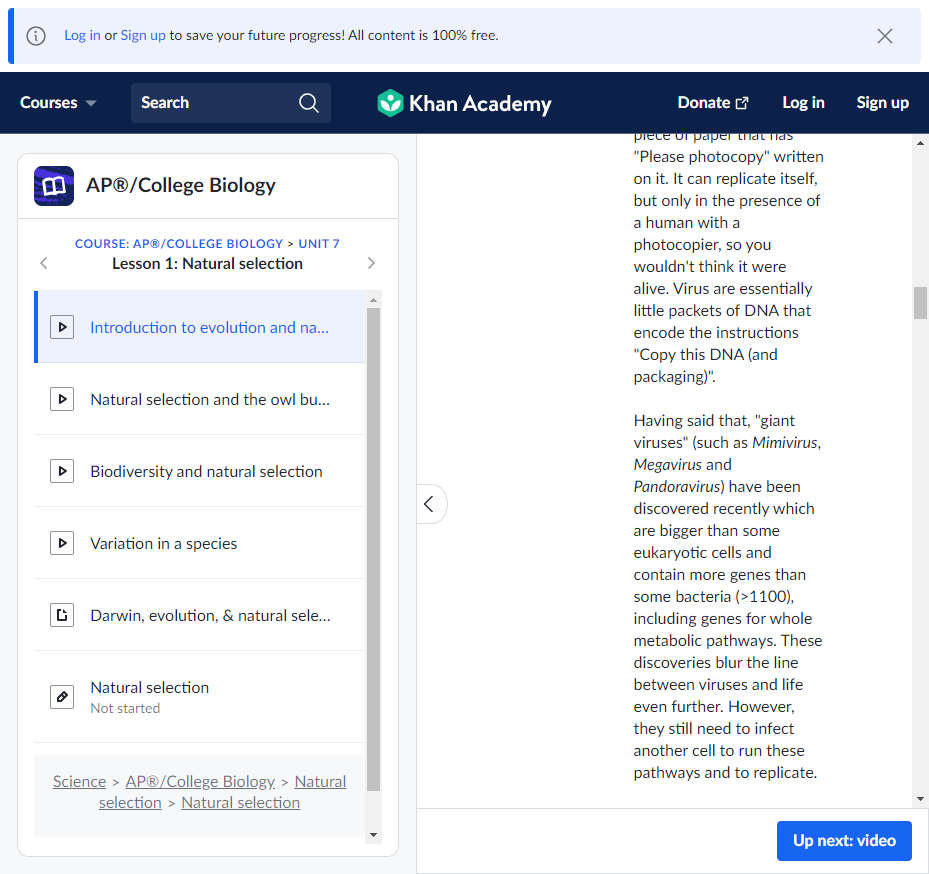 Log in or Sign up to save your future progress! All content is 100% free.
Courses
Search
Khan Academy
Donate
Log in
Sign up
AP®/College Biology
COURSE: AP®/COLLEGE BIOLOGY > UNIT 7
Lesson 1: Natural selection
Introduction to evolution and na...
Natural selection and the owl bu...
Biodiversity and natural selection
Variation in a species
Darwin, evolution, & natural sele...
Natural selection
Not started
Science > AP®/College Biology > Natural
selection > Natural selection
piece of paper that has
"Please photocopy" written
on it. It can replicate itself,
but only in the presence of
a human with a
photocopier, so you
wouldn't think it were
alive. Virus are essentially
little packets of DNA that
encode the instructions
"Copy this DNA (and
packaging)".
Having said that, "giant
viruses" (such as Mimivirus,
Megavirus and
Pandoravirus) have been
discovered recently which
are bigger than some
eukaryotic cells and
contain more genes than
some bacteria (>1100),
including genes for whole
metabolic pathways. These
discoveries blur the line
between viruses and life
even further. However,
they still need to infect
another cell to run these
pathways and to replicate.
Up next: video